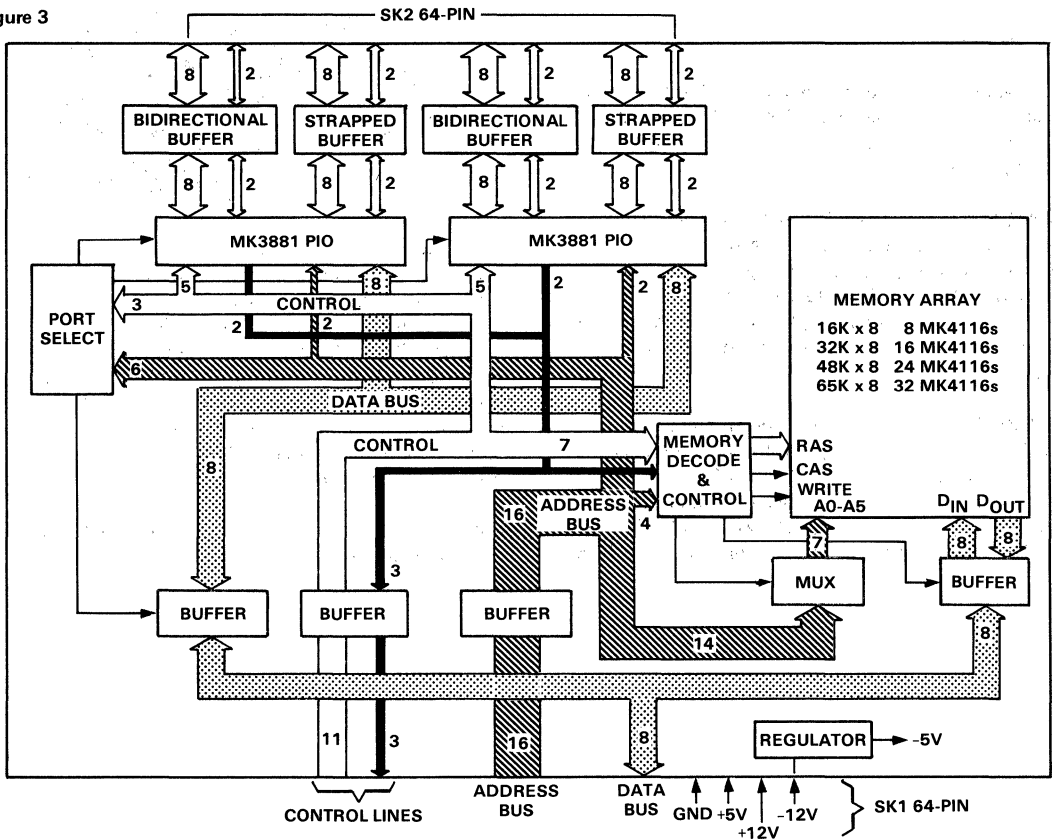 gure 3
SK2 64-PIN
8 2 8 2 8 2 8 2
BIDIRECTIONAL
BUFFER
STRAPPED
BUFFER
BIDIRECTIONAL
BUFFER
STRAPPED
BUFFER
8 2 8 2 8 2 8 2
MK3881 PIO
MK3881 PIO
PORT
SELECT
5
8
5
2
2
8
3
CONTROL
2
2
6
DATA BUS
MEMORY ARRAY
16K x 8 8 MK4116s
32K x 8 16 MK4116s
48K x 8 24 MK4116s
65K x 8 32 MK4116s
CONTROL
7
MEMORY
DECODE
&
CONTROL
RAS
CAS
WRITE
A0-A5
DIN
DOUT
8
16
ADDRESS
BUS
4
7
8
8
3
BUFFER
BUFFER
BUFFER
MUX
BUFFER
14
8
11
3
16
8
REGULATOR
-5V
CONTROL LINES
ADDRESS
BUS
DATA
BUS
GND
+5V
+12V
-12V
SK1 64-PIN